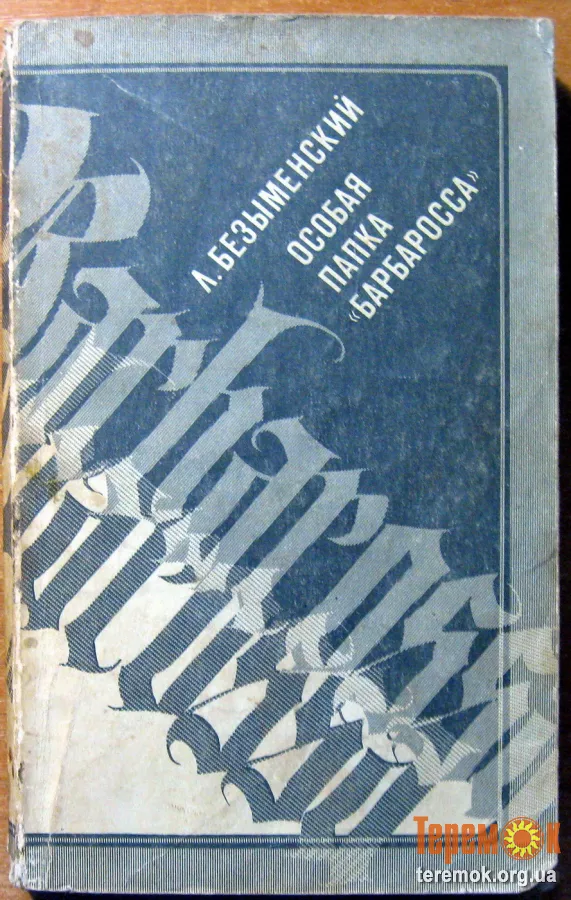 Л. БЕЗЫМЕНСКИЙ
ОСОБАЯ
ПАПКА
«БАРБАРОССА»
Теремок
teremok.org.ua